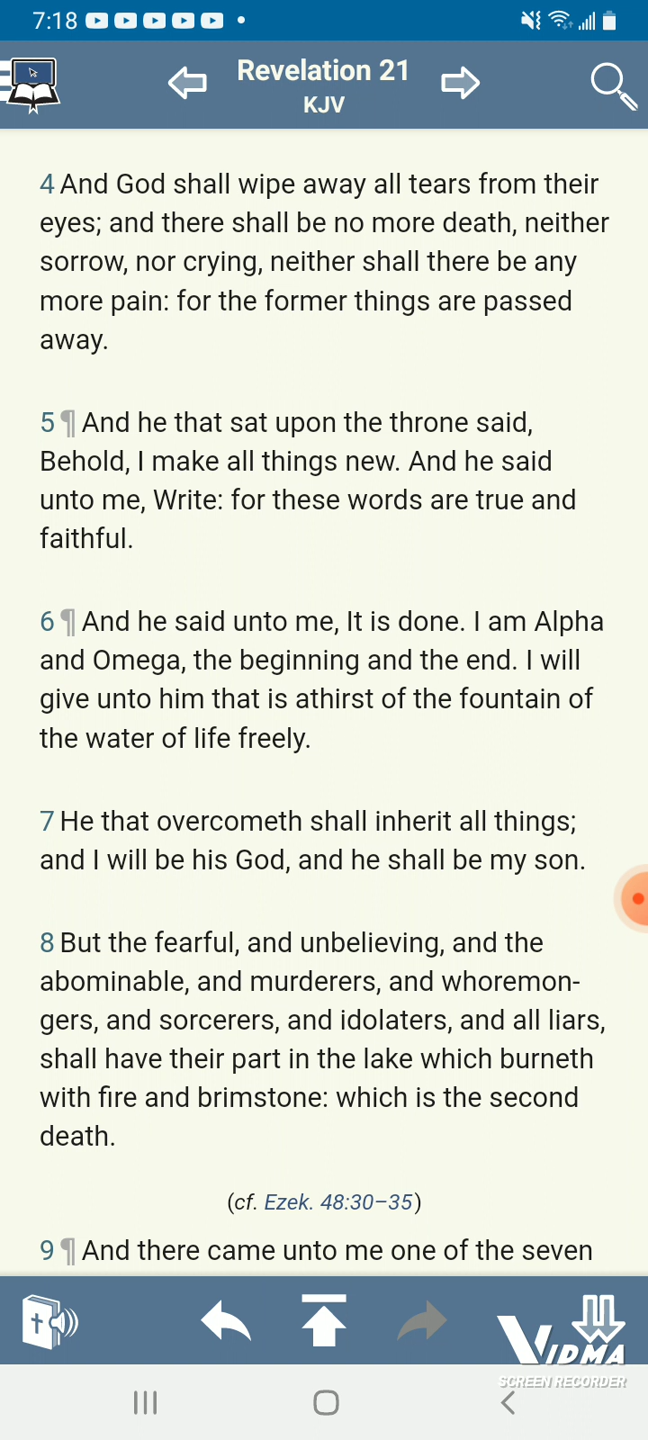 7:18
Revelation 21
KJV
4 And God shall wipe away all tears from their
eyes; and there shall be no more death, neither
sorrow, nor crying, neither shall there be any
more pain: for the former things are passed
away.
5 ¶ And he that sat upon the throne said,
Behold, I make all things new. And he said
unto me, Write: for these words are true and
faithful.
6 ¶ And he said unto me, It is done. I am Alpha
and Omega, the beginning and the end. I will
give unto him that is athirst of the fountain of
the water of life freely.
7 He that overcometh shall inherit all things;
and I will be his God, and he shall be my son.
8 But the fearful, and unbelieving, and the
abominable, and murderers, and whoremon-
gers, and sorcerers, and idolaters, and all liars,
shall have their part in the lake which burneth
with fire and brimstone: which is the second
death.
(cf. Ezek. 48:30–35)
9 ¶ And there came unto me one of the seven
VIDMA
SCREEN RECORDER